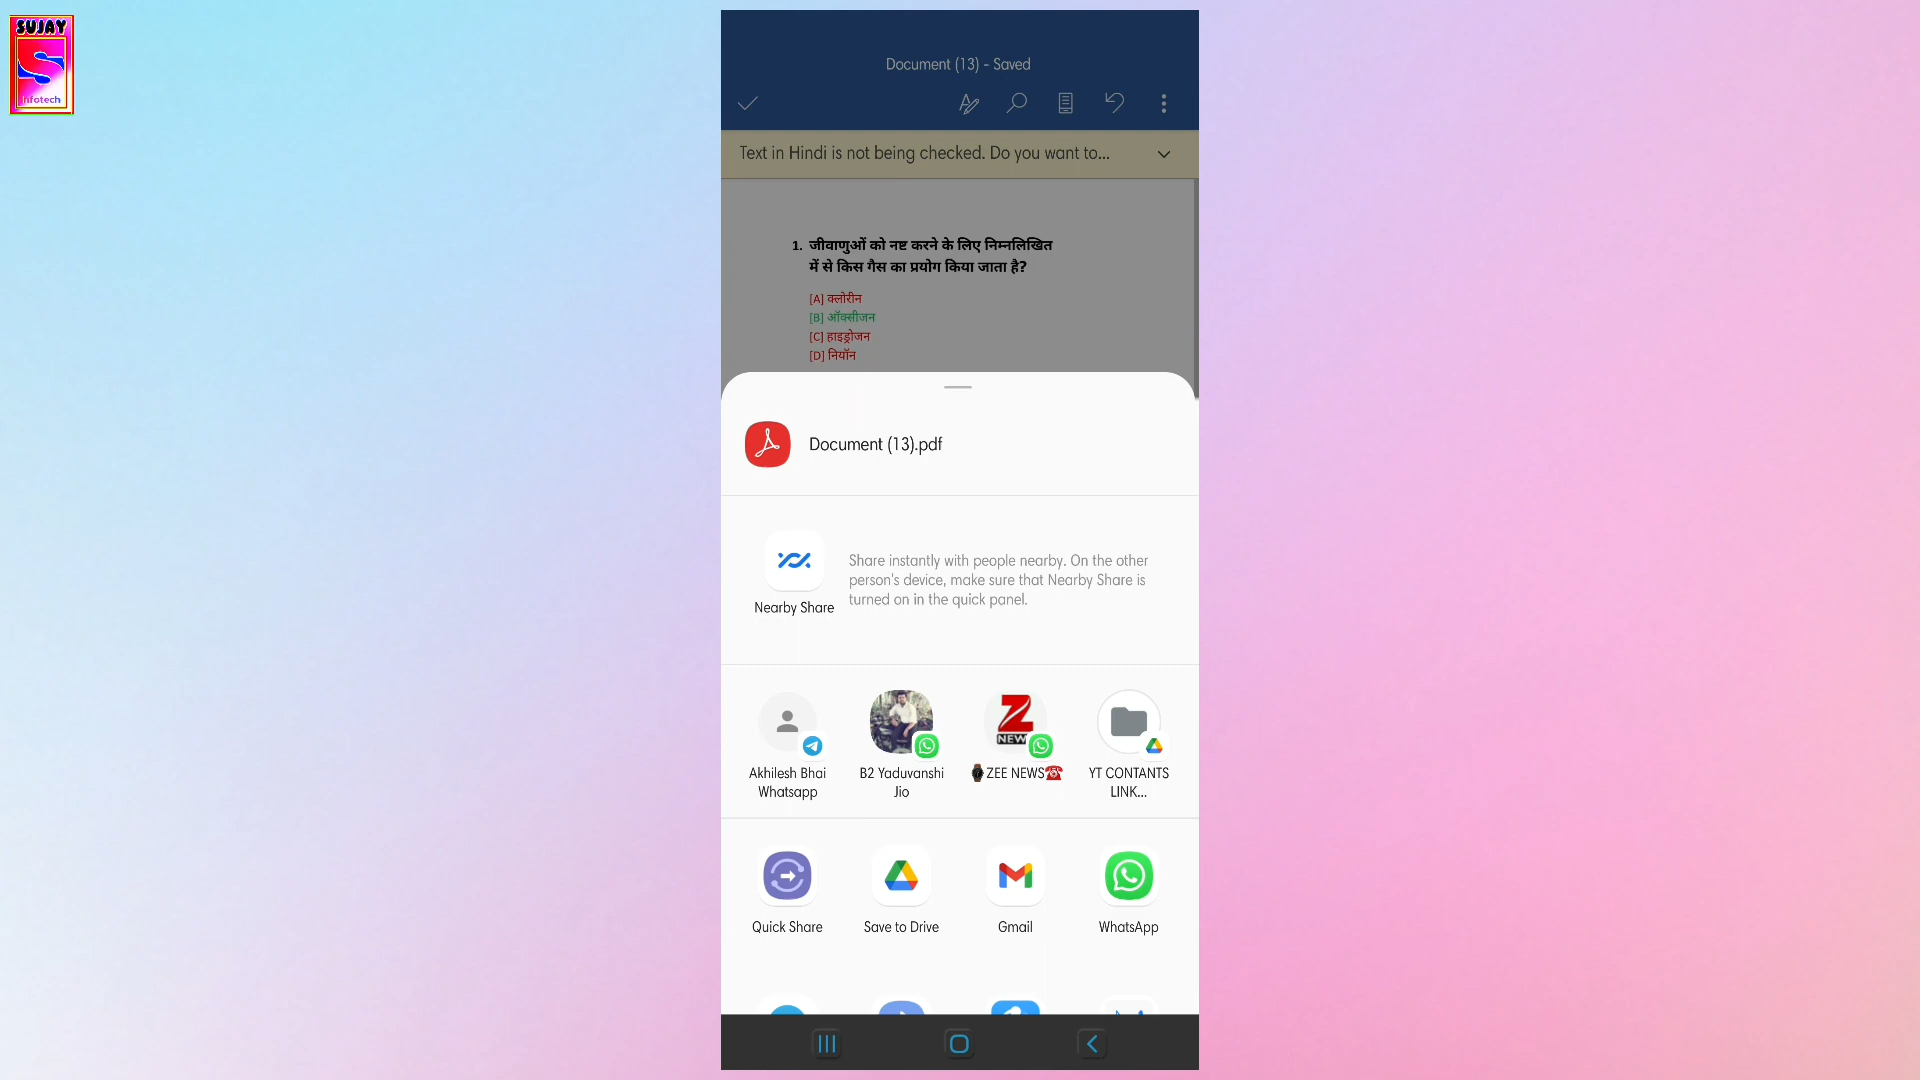 SUJAY
Infotech
Document (13) - Saved
Text in Hindi is not being checked. Do you want to...
1. जीवाणुओं को नष्ट करने के लिए निम्नलिखित
में से किस गैस का प्रयोग किया जाता है?
[A] क्लोरीन
[B] ऑक्सीजन
[C] हाइड्रोजन
[D] नियॉन
Document (13).pdf
Share instantly with people nearby. On the other
person's device, make sure that Nearby Share is
turned on in the quick panel.
Nearby Share
Z
NEWS
Akhilesh Bhai
Whatsapp
B2 Yaduvanshi
Jio
⌚ZEE NEWS☎️
YT CONTANTS
LINK...
Quick Share
Save to Drive
Gmail
WhatsApp